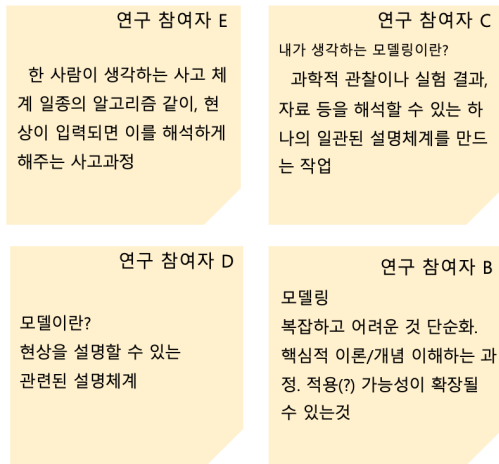 연구 참여자 E
한 사람이 생각하는 사고 체
계 일종의 알고리즘 같이, 현
상이 입력되면 이를 해석하게
해주는 사고과정
연구 참여자 C
내가 생각하는 모델링이란?
과학적 관찰이나 실험 결과,
자료 등을 해석할 수 있는 하
나의 일관된 설명체계를 만드
는 작업
연구 참여자 D
모델이란?
현상을 설명할 수 있는
관련된 설명체계
연구 참여자 B
모델링
복잡하고 어려운 것 단순화.
핵심적 이론/개념 이해하는 과
정. 적용(?) 가능성이 확장될
수 있는것